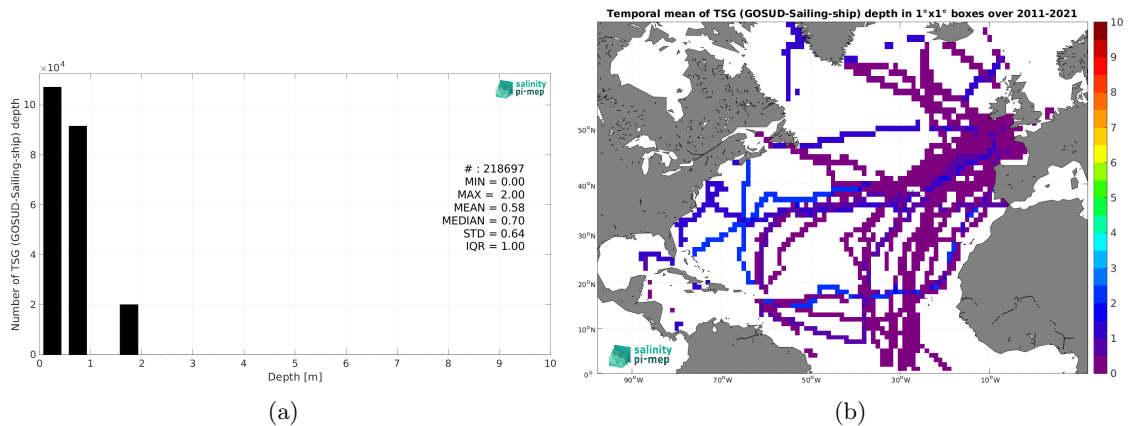 ×10⁴
salinity
pi-mep
10
8
6
4
2
0
Number of TSG (GOSUD-Sailing-ship) depth
# : 218697
MIN = 0.00
MAX = 2.00
MEAN = 0.58
MEDIAN = 0.70
STD = 0.64
IQR = 1.00
0 1 2 3 4 5 6 7 8 9 10
Depth [m]
(a)
Temporal mean of TSG (GOSUD-Sailing-ship) depth in 1°x1° boxes over 2011-2021
50°N
40°N
30°N
20°N
10°N
0°
90°W 70°W 50°W 30°W 10°W
salinity
pi-mep
10
9
8
7
6
5
4
3
2
1
0
(b)